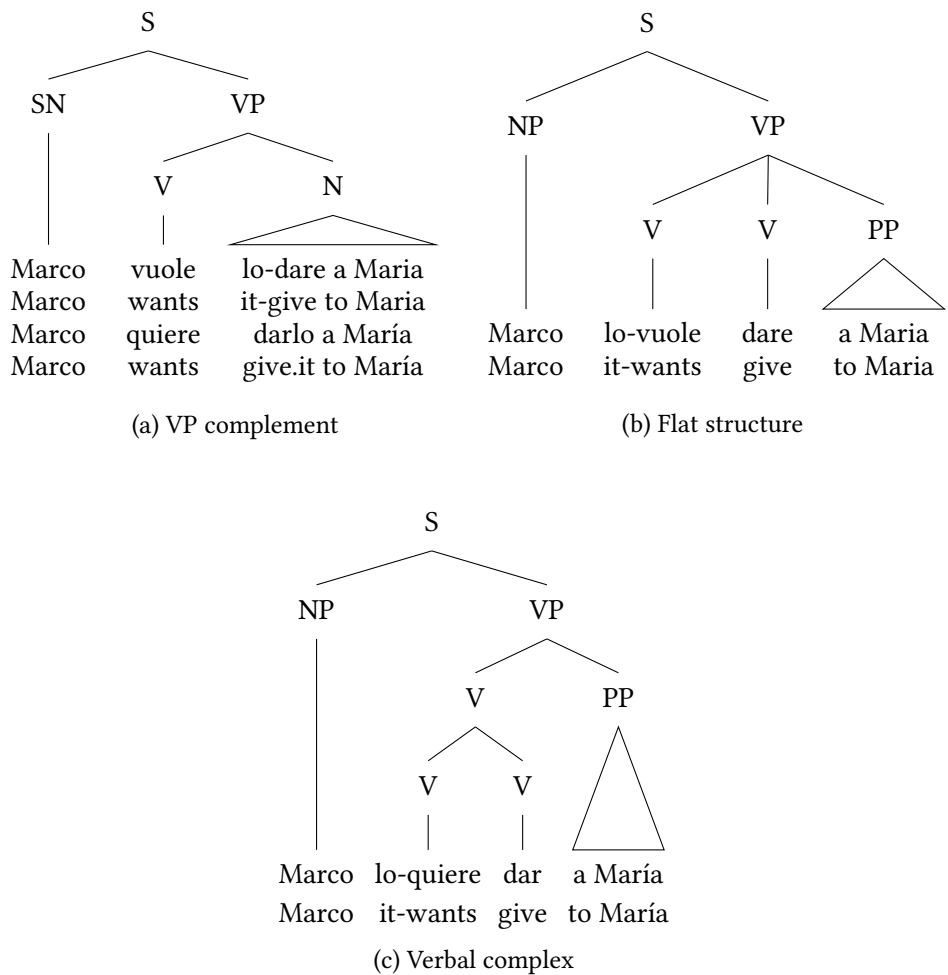 S
SN VP
V N
Marco vuole lo-dare a Maria
Marco wants it-give to Maria
Marco quiere darlo a María
Marco wants give.it to María
(a) VP complement
S
NP VP
V V PP
Marco lo-vuole dare a Maria
Marco it-wants give to Maria
(b) Flat structure
S
NP VP
V PP
V V
Marco lo-quiere dar a María
Marco it-wants give to María
(c) Verbal complex